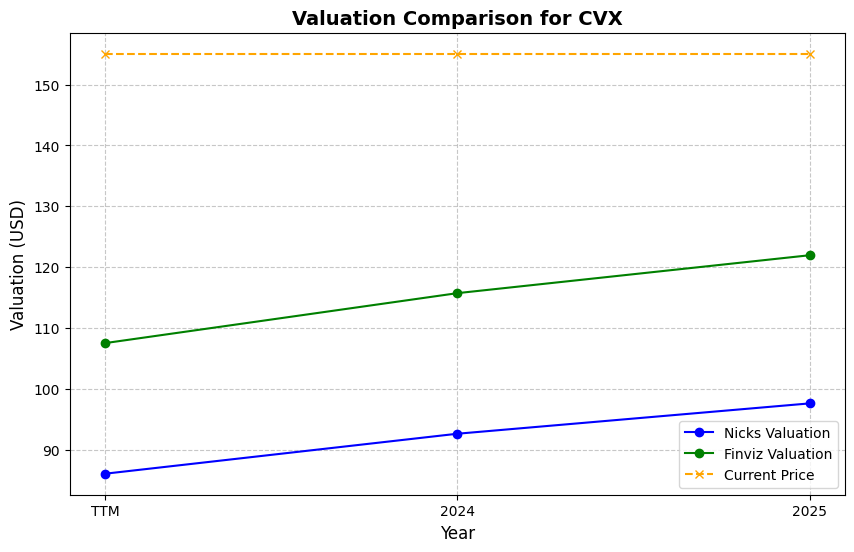 Valuation Comparison for CVX
Valuation (USD)
150
140
130
120
110
100
90
TTM
2024
2025
Year
Nicks Valuation
Finviz Valuation
Current Price